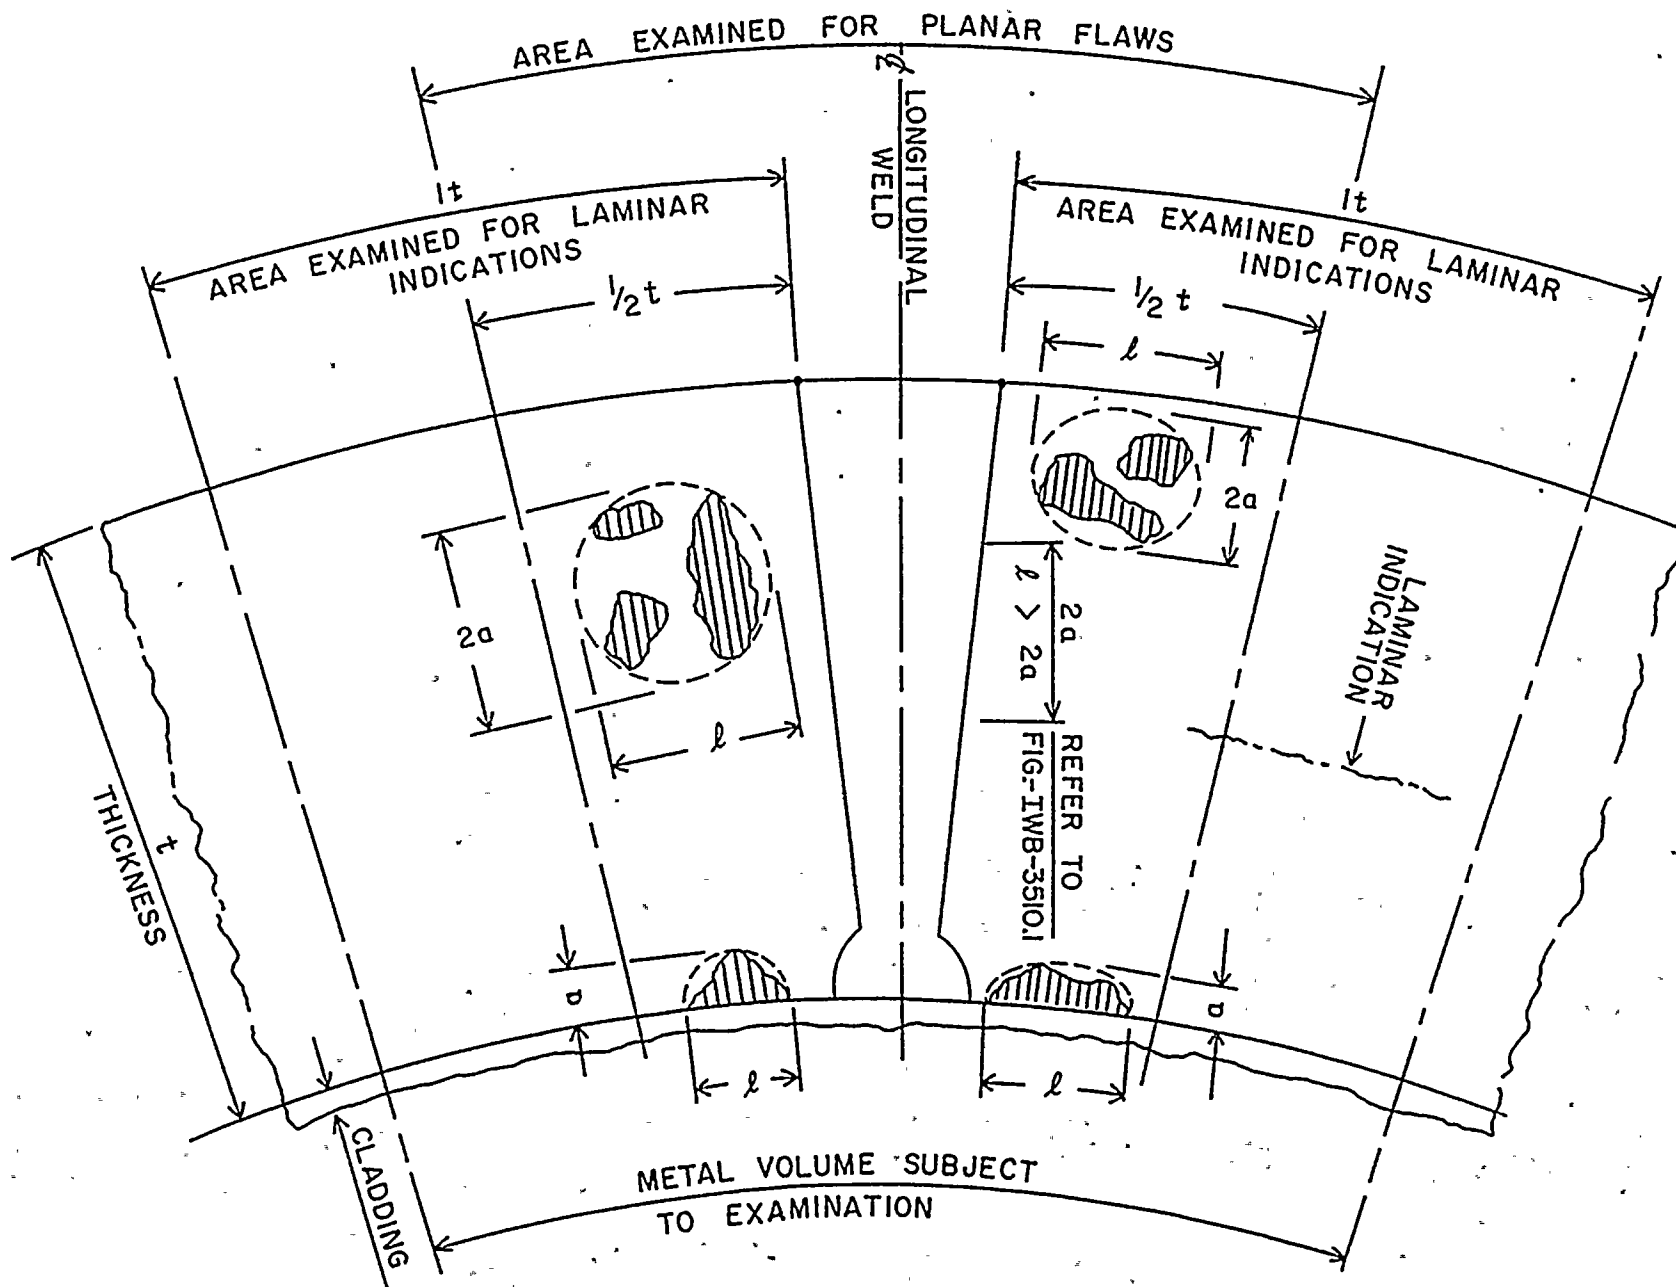 AREA EXAMINED FOR PLANAR FLAWS
LONGITUDINAL
WELD
1t
AREA EXAMINED FOR LAMINAR
INDICATIONS
1t
AREA EXAMINED FOR LAMINAR
INDICATIONS
1/2 t
1/2 t
ℓ
2a
2a
ℓ
2a
ℓ > 2a
REFER TO
FIG.-IWB-3510.1
LAMINAR
INDICATION
t
THICKNESS
a
a
ℓ
ℓ
CLADDING
METAL VOLUME SUBJECT
TO EXAMINATION